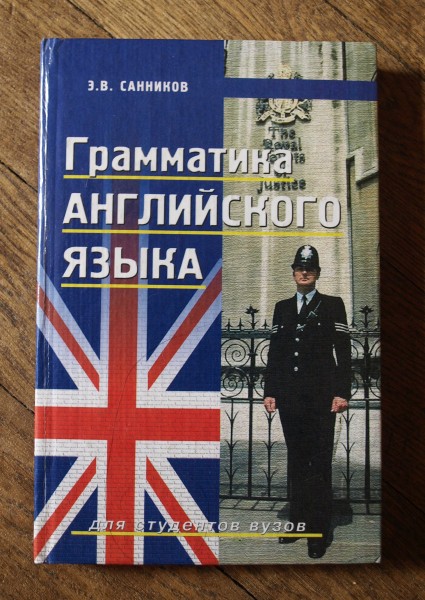 Э.В. САННИКОВ
The
Royal
Courts
of
Justice
Грамматика
АНГЛИЙСКОГО
ЯЗЫКА
для студентов вузов